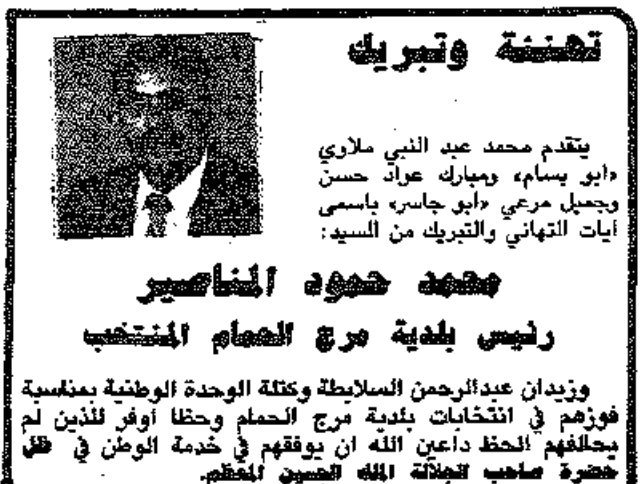 تهنئة وتبريك
يتقدم محمد عبد النبي ملاري
«ابو بسام» ومبارك عواد حسن
وجميل مرعي «ابو جاسر» باسمى
ايات التهاني والتبريك من السيد:
محمد حمود المناصير
رئيس بلدية مرج الحمام المنتخب
وزيدان عبدالرحمن السلايطة وكتلة الوحدة الوطنية بمناسبة
فوزهم في انتخابات بلدية مرج الحمام وحظا اوفر للذين لم
يحالفهم الحظ داعين الله ان يوفقهم في خدمة الوطن في ظل
حضرة صاحب الجلالة الملك الحسين المعظم.